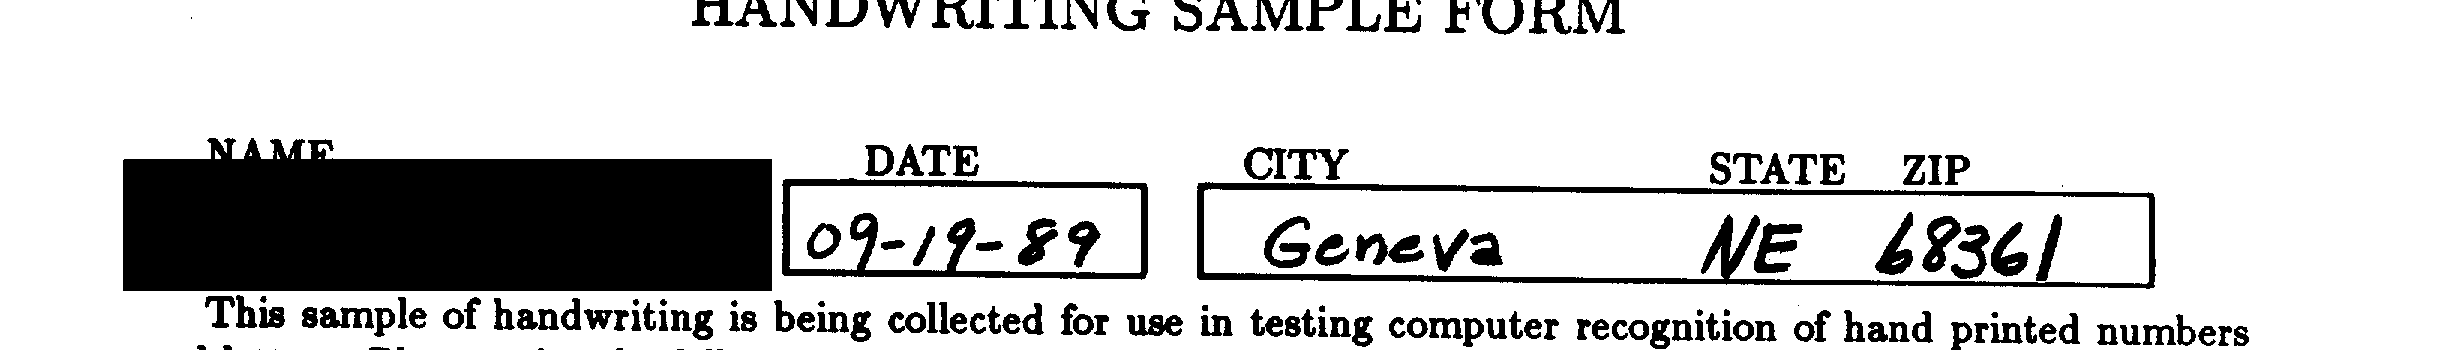 HANDWRITING SAMPLE FORM
NAME DATE CITY STATE ZIP
09-19-89 Geneva NE 68361
This sample of handwriting is being collected for use in testing computer recognition of hand printed numbers